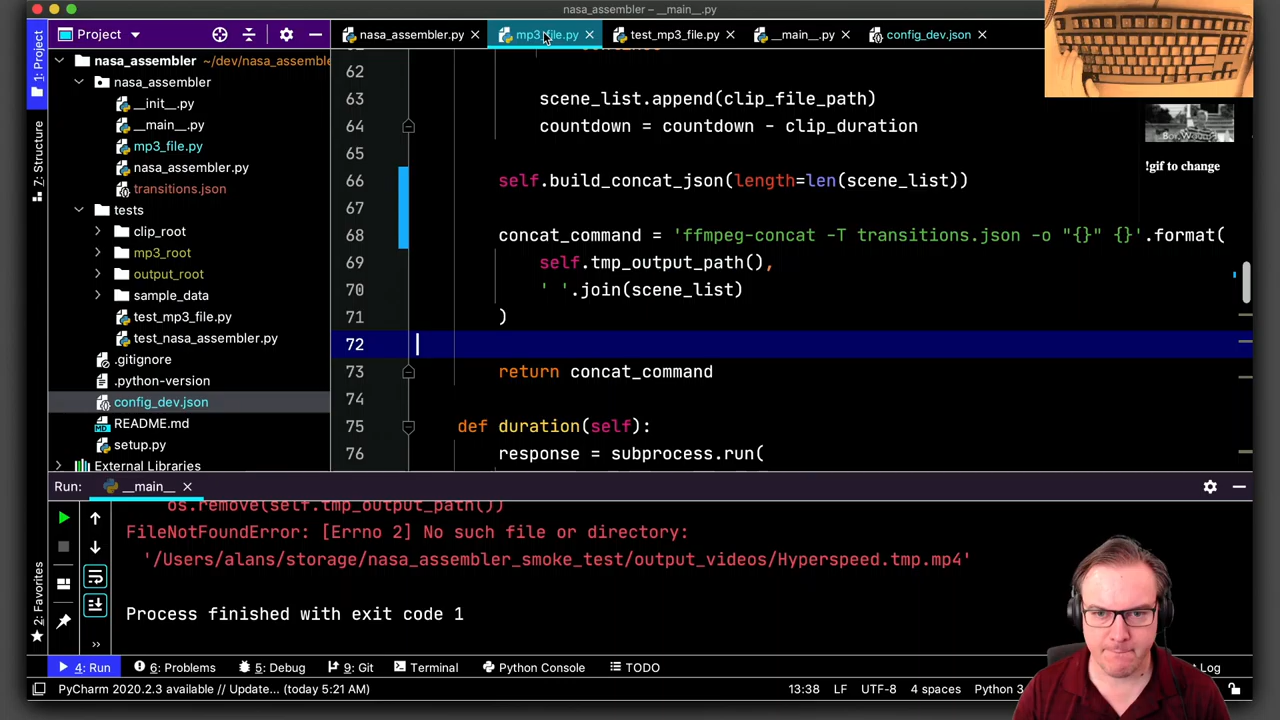 nasa_assembler – __main__.py
Project
nasa_assembler.py
mp3_file.py
test_mp3_file.py
__main__.py
config_dev.json
1: Project
7: Structure
2: Favorites
nasa_assembler ~/dev/nasa_assemble
nasa_assembler
__init__.py
__main__.py
mp3_file.py
nasa_assembler.py
transitions.json
tests
clip_root
mp3_root
output_root
sample_data
test_mp3_file.py
test_nasa_assembler.py
.gitignore
.python-version
config_dev.json
README.md
setup.py
External Libraries
62
63 scene_list.append(clip_file_path)
64 countdown = countdown - clip_duration
65
66 self.build_concat_json(length=len(scene_list))
67
68 concat_command = 'ffmpeg-concat -T transitions.json -o "{}" {}'.format(
69 self.tmp_output_path(),
70 ' '.join(scene_list)
71 )
72
73 return concat_command
74
75 def duration(self):
76 response = subprocess.run(
!gif to change
Run: __main__
os.remove(self.tmp_output_path())
FileNotFoundError: [Errno 2] No such file or directory:
'/Users/alans/storage/nasa_assembler_smoke_test/output_videos/Hyperspeed.tmp.mp4'
Process finished with exit code 1
4: Run
6: Problems
5: Debug
9: Git
Terminal
Python Console
TODO
Log
PyCharm 2020.2.3 available // Update... (today 5:21 AM)
13:38
LF
UTF-8
4 spaces
Python 3